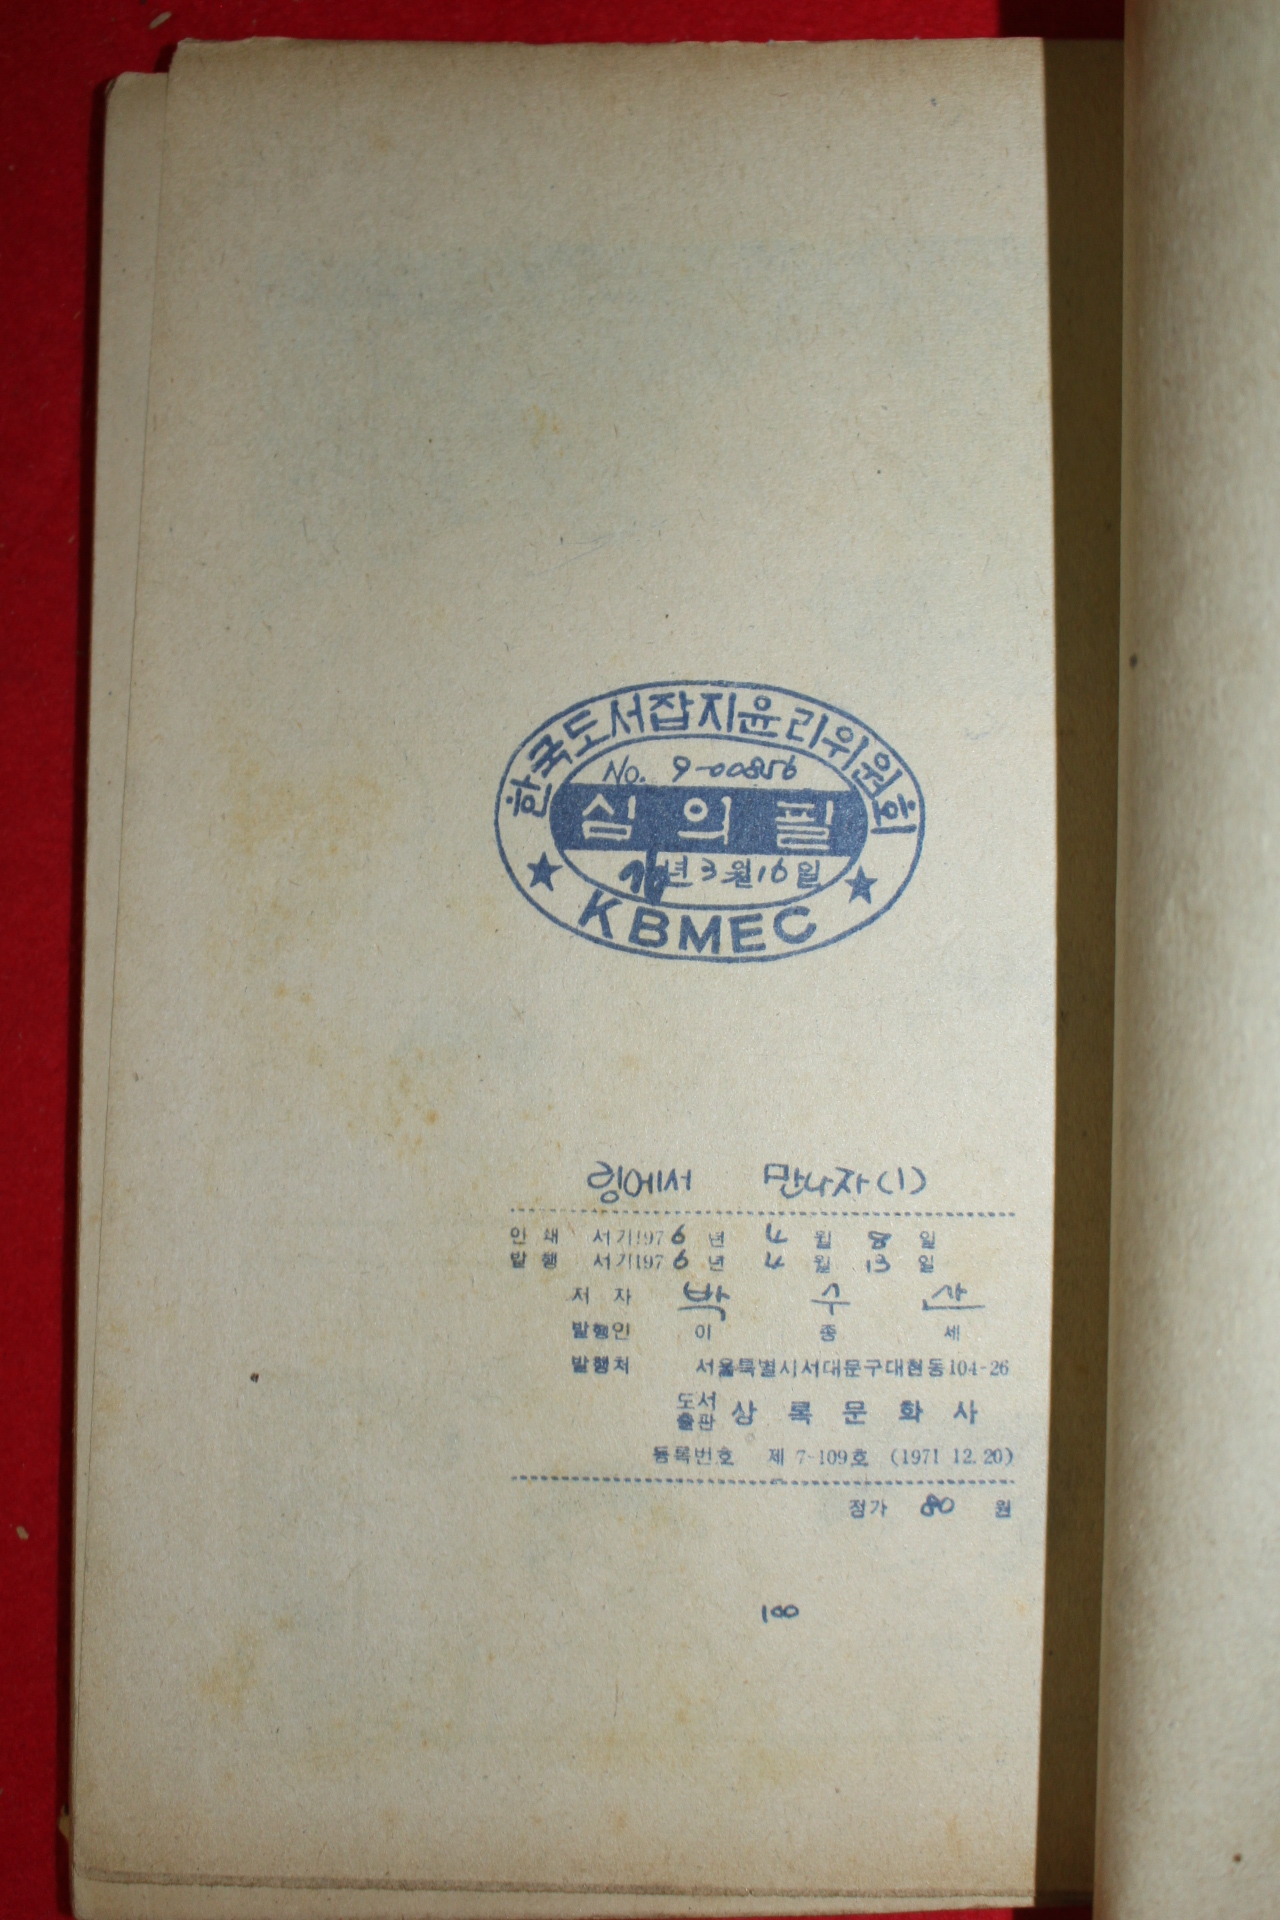 한국도서잡지윤리위원회
No. 9-00856
심의필
년 3월 16일
★ KBMEC ★
링에서 만나자 (1)
인쇄 서기1976년 4월 8일
발행 서기1976년 4월 13일
저자 박수산
발행인 이종세
발행처 서울특별시서대문구대현동104-26
도서출판 상록문화사
등록번호 제 7-109호 (1971 12. 20)
정가 80 원
100